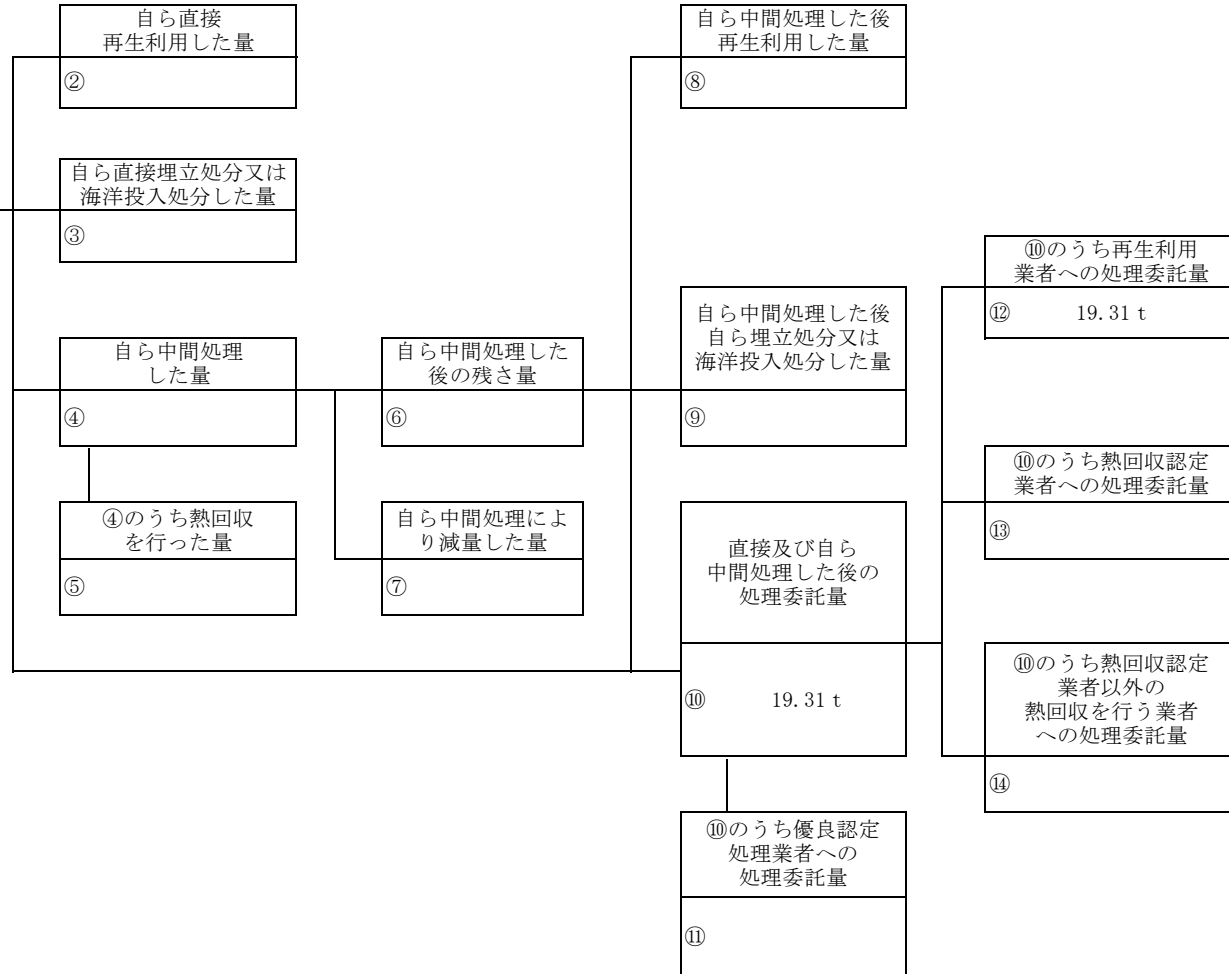 自ら直接
再生利用した量
②
自ら中間処理した後
再生利用した量
⑧
自ら直接埋立処分又は
海洋投入処分した量
③
⑩のうち再生利用
業者への処理委託量
⑫ 19.31 t
自ら中間処理
した量
④
自ら中間処理した
後の残さ量
⑥
自ら中間処理した後
自ら埋立処分又は
海洋投入処分した量
⑨
⑩のうち熱回収認定
業者への処理委託量
⑬
④のうち熱回収
を行った量
⑤
自ら中間処理によ
り減量した量
⑦
直接及び自ら
中間処理した後の
処理委託量
⑩ 19.31 t
⑩のうち熱回収認定
業者以外の
熱回収を行う業者
への処理委託量
⑭
⑩のうち優良認定
処理業者への
処理委託量
⑪